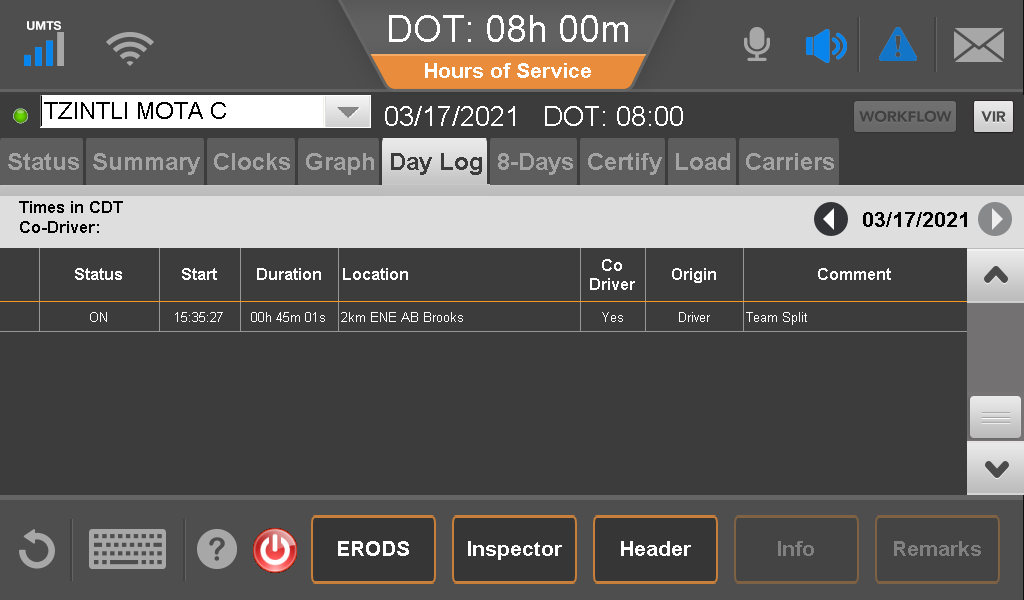 UMTS
DOT: 08h 00m
Hours of Service
TZINTLI MOTA C 03/17/2021 DOT: 08:00 WORKFLOW VIR
Status Summary Clocks Graph Day Log 8-Days Certify Load Carriers
Times in CDT
Co-Driver:
03/17/2021
Status Start Duration Location Co Driver Origin Comment
ON 15:35:27 00h 45m 01s 2km ENE AB Brooks Yes Driver Team Split
? ERODS Inspector Header Info Remarks